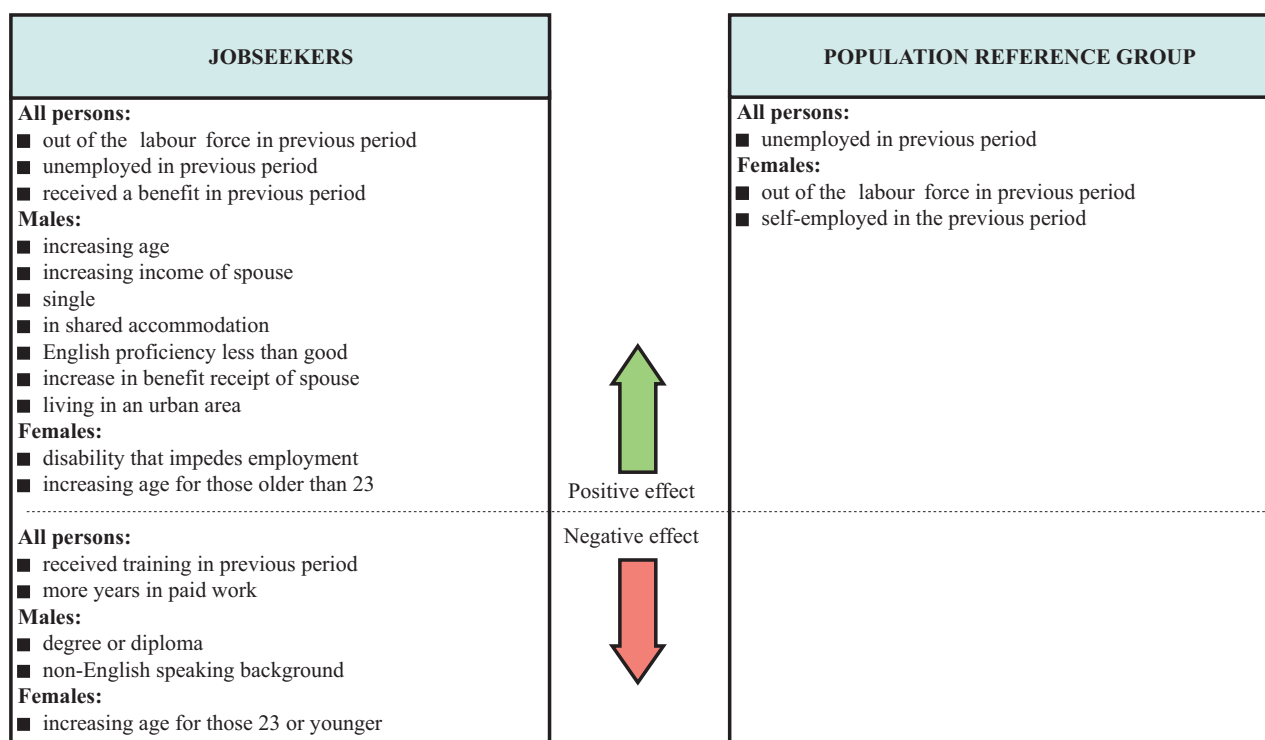 JOBSEEKERS
All persons:
■ out of the labour force in previous period
■ unemployed in previous period
■ received a benefit in previous period
Males:
■ increasing age
■ increasing income of spouse
■ single
■ in shared accommodation
■ English proficiency less than good
■ increase in benefit receipt of spouse
■ living in an urban area
Females:
■ disability that impedes employment
■ increasing age for those older than 23
All persons:
■ received training in previous period
■ more years in paid work
Males:
■ degree or diploma
■ non-English speaking background
Females:
■ increasing age for those 23 or younger
Positive effect
Negative effect
POPULATION REFERENCE GROUP
All persons:
■ unemployed in previous period
Females:
■ out of the labour force in previous period
■ self-employed in the previous period